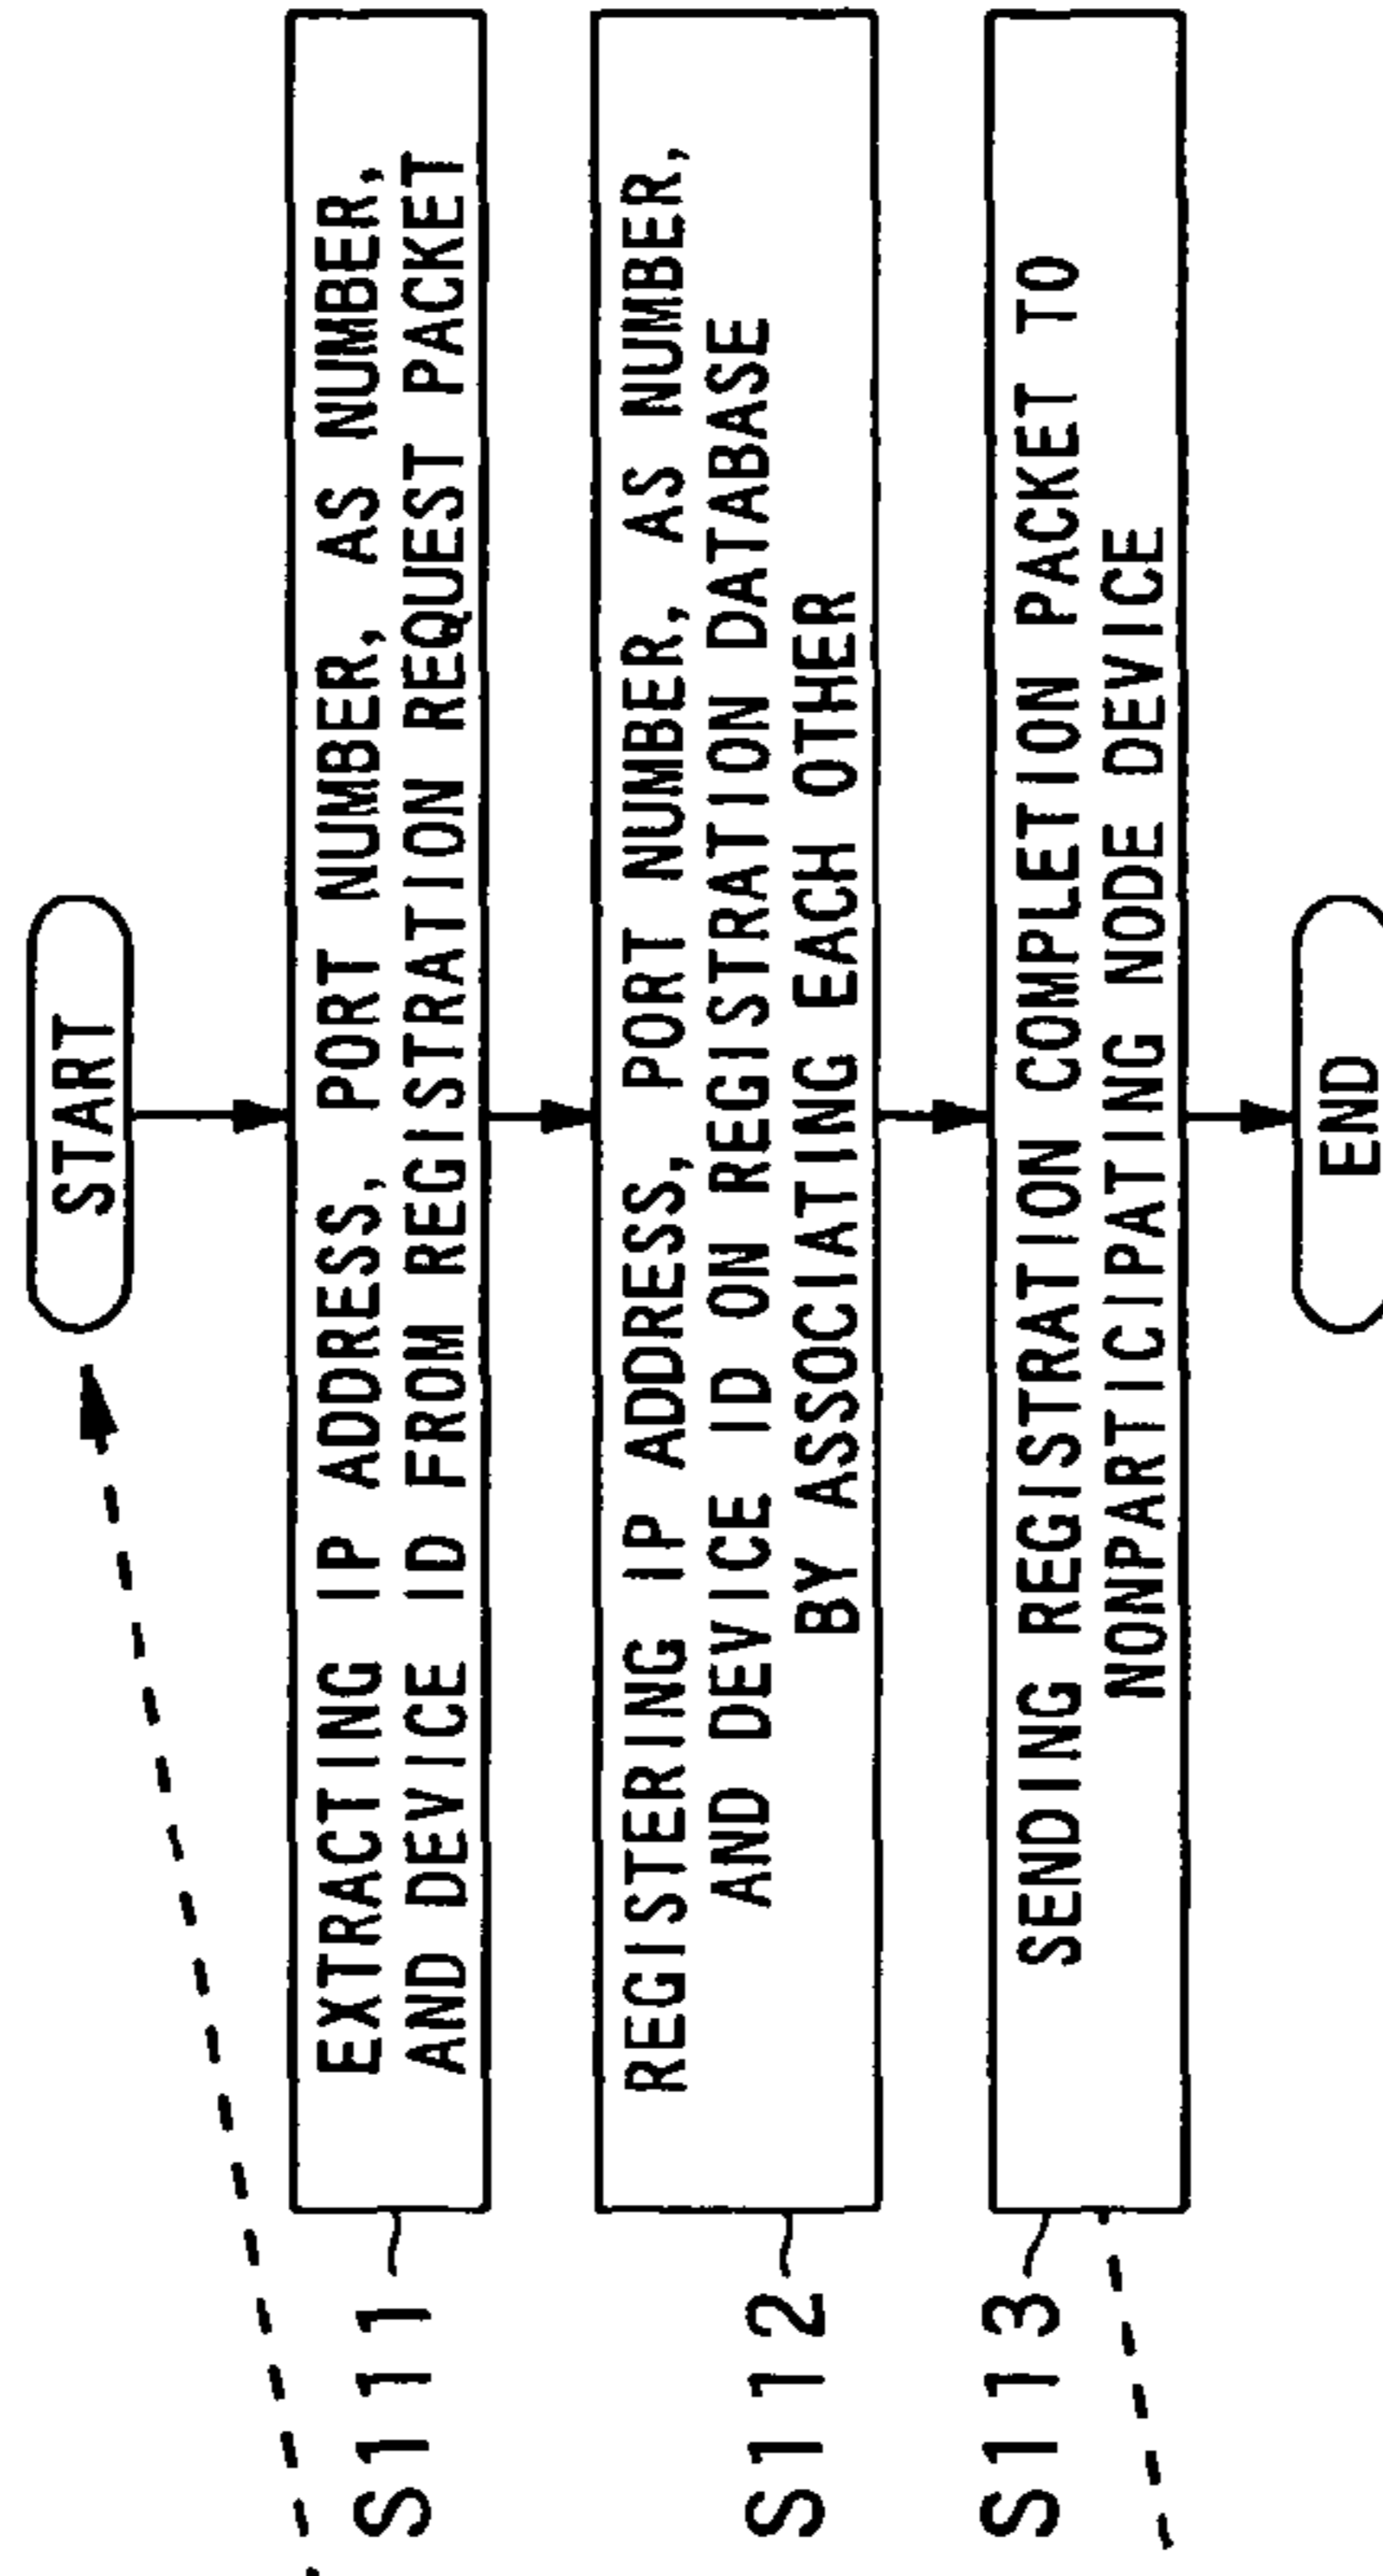 START
EXTRACTING IP ADDRESS, PORT NUMBER, AS NUMBER,
AND DEVICE ID FROM REGISTRATION REQUEST PACKET
S111
REGISTERING IP ADDRESS, PORT NUMBER, AS NUMBER,
AND DEVICE ID ON REGISTRATION DATABASE
BY ASSOCIATING EACH OTHER
S112
SENDING REGISTRATION COMPLETION PACKET TO
NONPARTICIPATING NODE DEVICE
S113
END